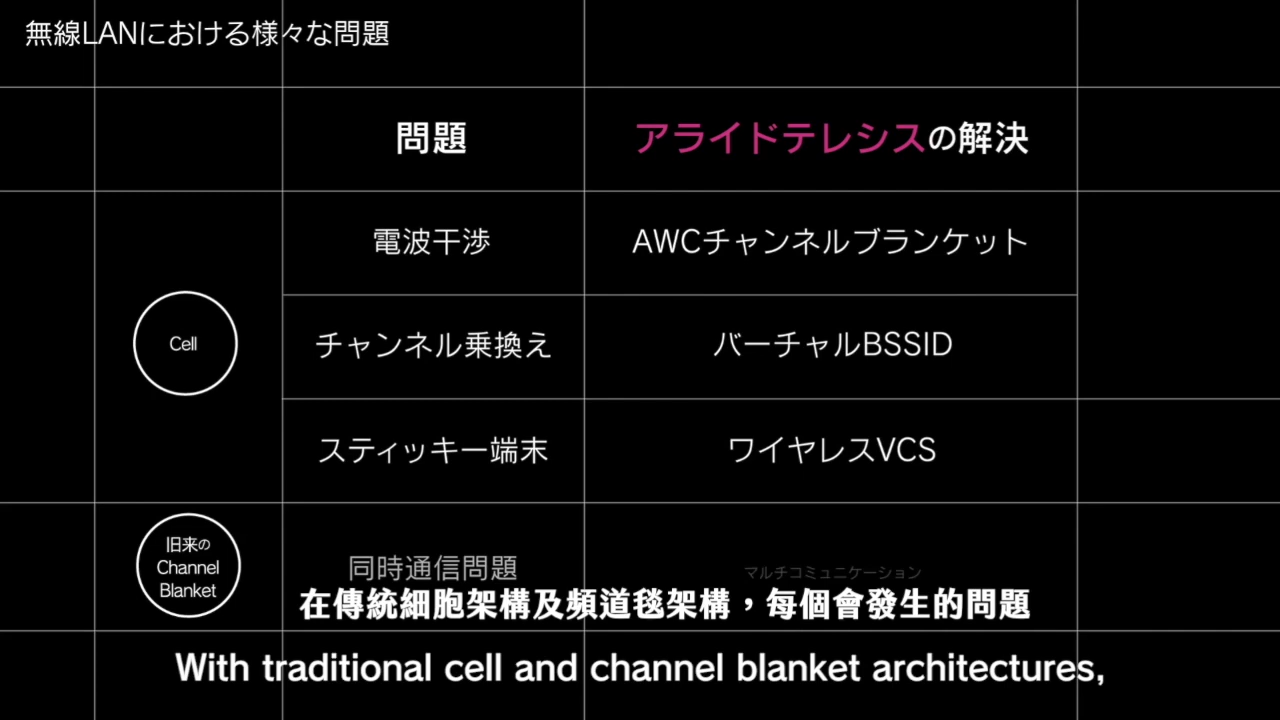 無線LANにおける様々な問題
問題
アライドテレシスの解決
電波干渉
AWCチャンネルブランケット
Cell
チャンネル乗換え
バーチャルBSSID
スティッキー端末
ワイヤレスVCS
旧来の
Channel
Blanket
同時通信問題
マルチコミュニケーション
在傳統細胞架構及頻道毯架構，每個會發生的問題
With traditional cell and channel blanket architectures,